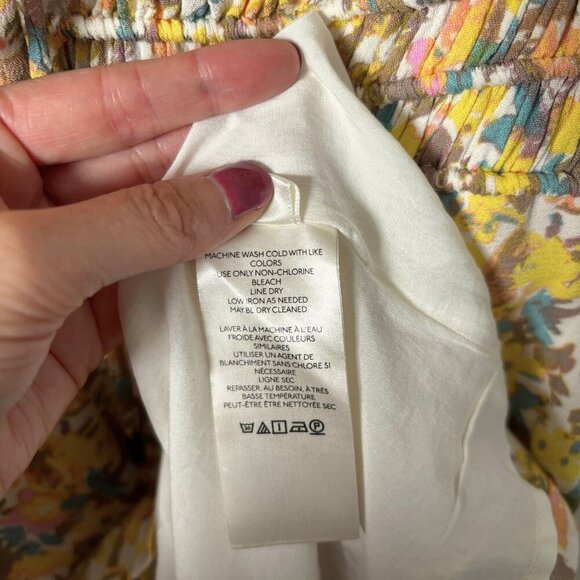 MACHINE WASH COLD WITH LIKE
COLORS
USE ONLY NON-CHLORINE
BLEACH
LINE DRY
LOW IRON AS NEEDED
MAY BE DRY CLEANED
LAVER À LA MACHINE À L'EAU
FROIDE AVEC COULEURS
SIMILAIRES
UTILISER UN AGENT DE
BLANCHIMENT SANS CHLORE SI
NÉCESSAIRE
LIGNE SEC
REPASSER, AU BESOIN, À TRÈS
BASSE TEMPÉRATURE
PEUT-ÊTRE ÊTRE NETTOYÉE SEC
P